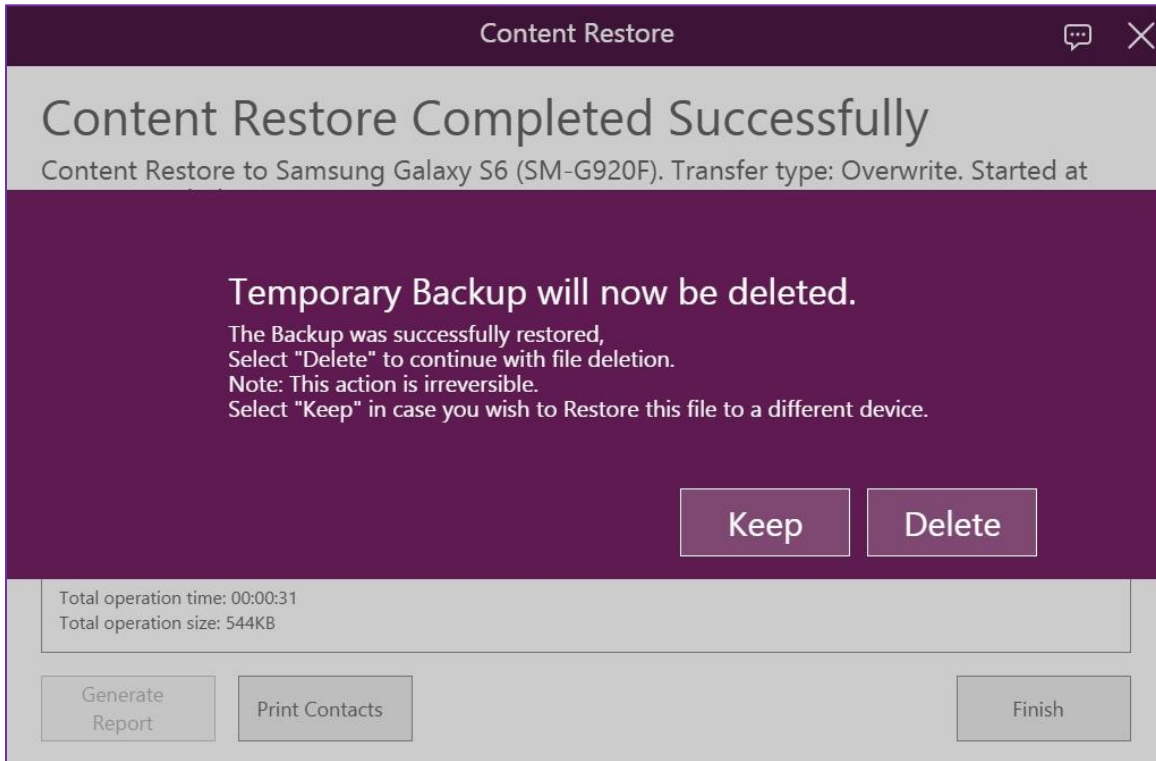 Content Restore
Content Restore Completed Successfully
Content Restore to Samsung Galaxy S6 (SM-G920F). Transfer type: Overwrite. Started at
Temporary Backup will now be deleted.
The Backup was successfully restored,
Select "Delete" to continue with file deletion.
Note: This action is irreversible.
Select "Keep" in case you wish to Restore this file to a different device.
Keep
Delete
Total operation time: 00:00:31
Total operation size: 544KB
Generate
Report
Print Contacts
Finish